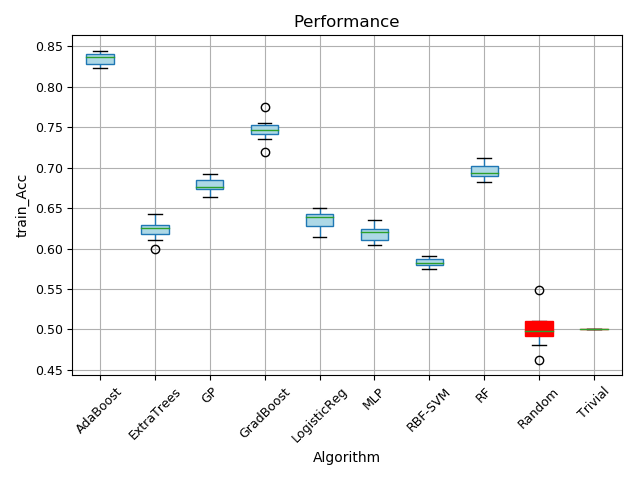 Performance
train_Acc
0.85
0.80
0.75
0.70
0.65
0.60
0.55
0.50
0.45
AdaBoost
ExtraTrees
GP
GradBoost
LogisticReg
MLP
RBF-SVM
RF
Random
Trivial
Algorithm